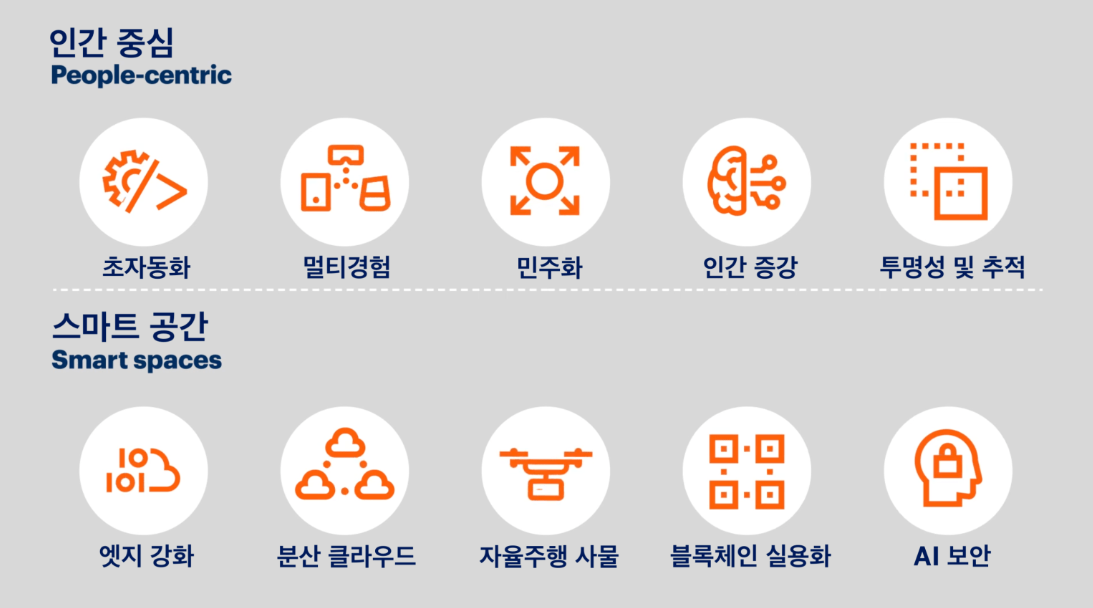 인간 중심
People-centric
초자동화
멀티경험
민주화
인간 증강
투명성 및 추적
스마트 공간
Smart spaces
엣지 강화
분산 클라우드
자율주행 사물
블록체인 실용화
AI 보안